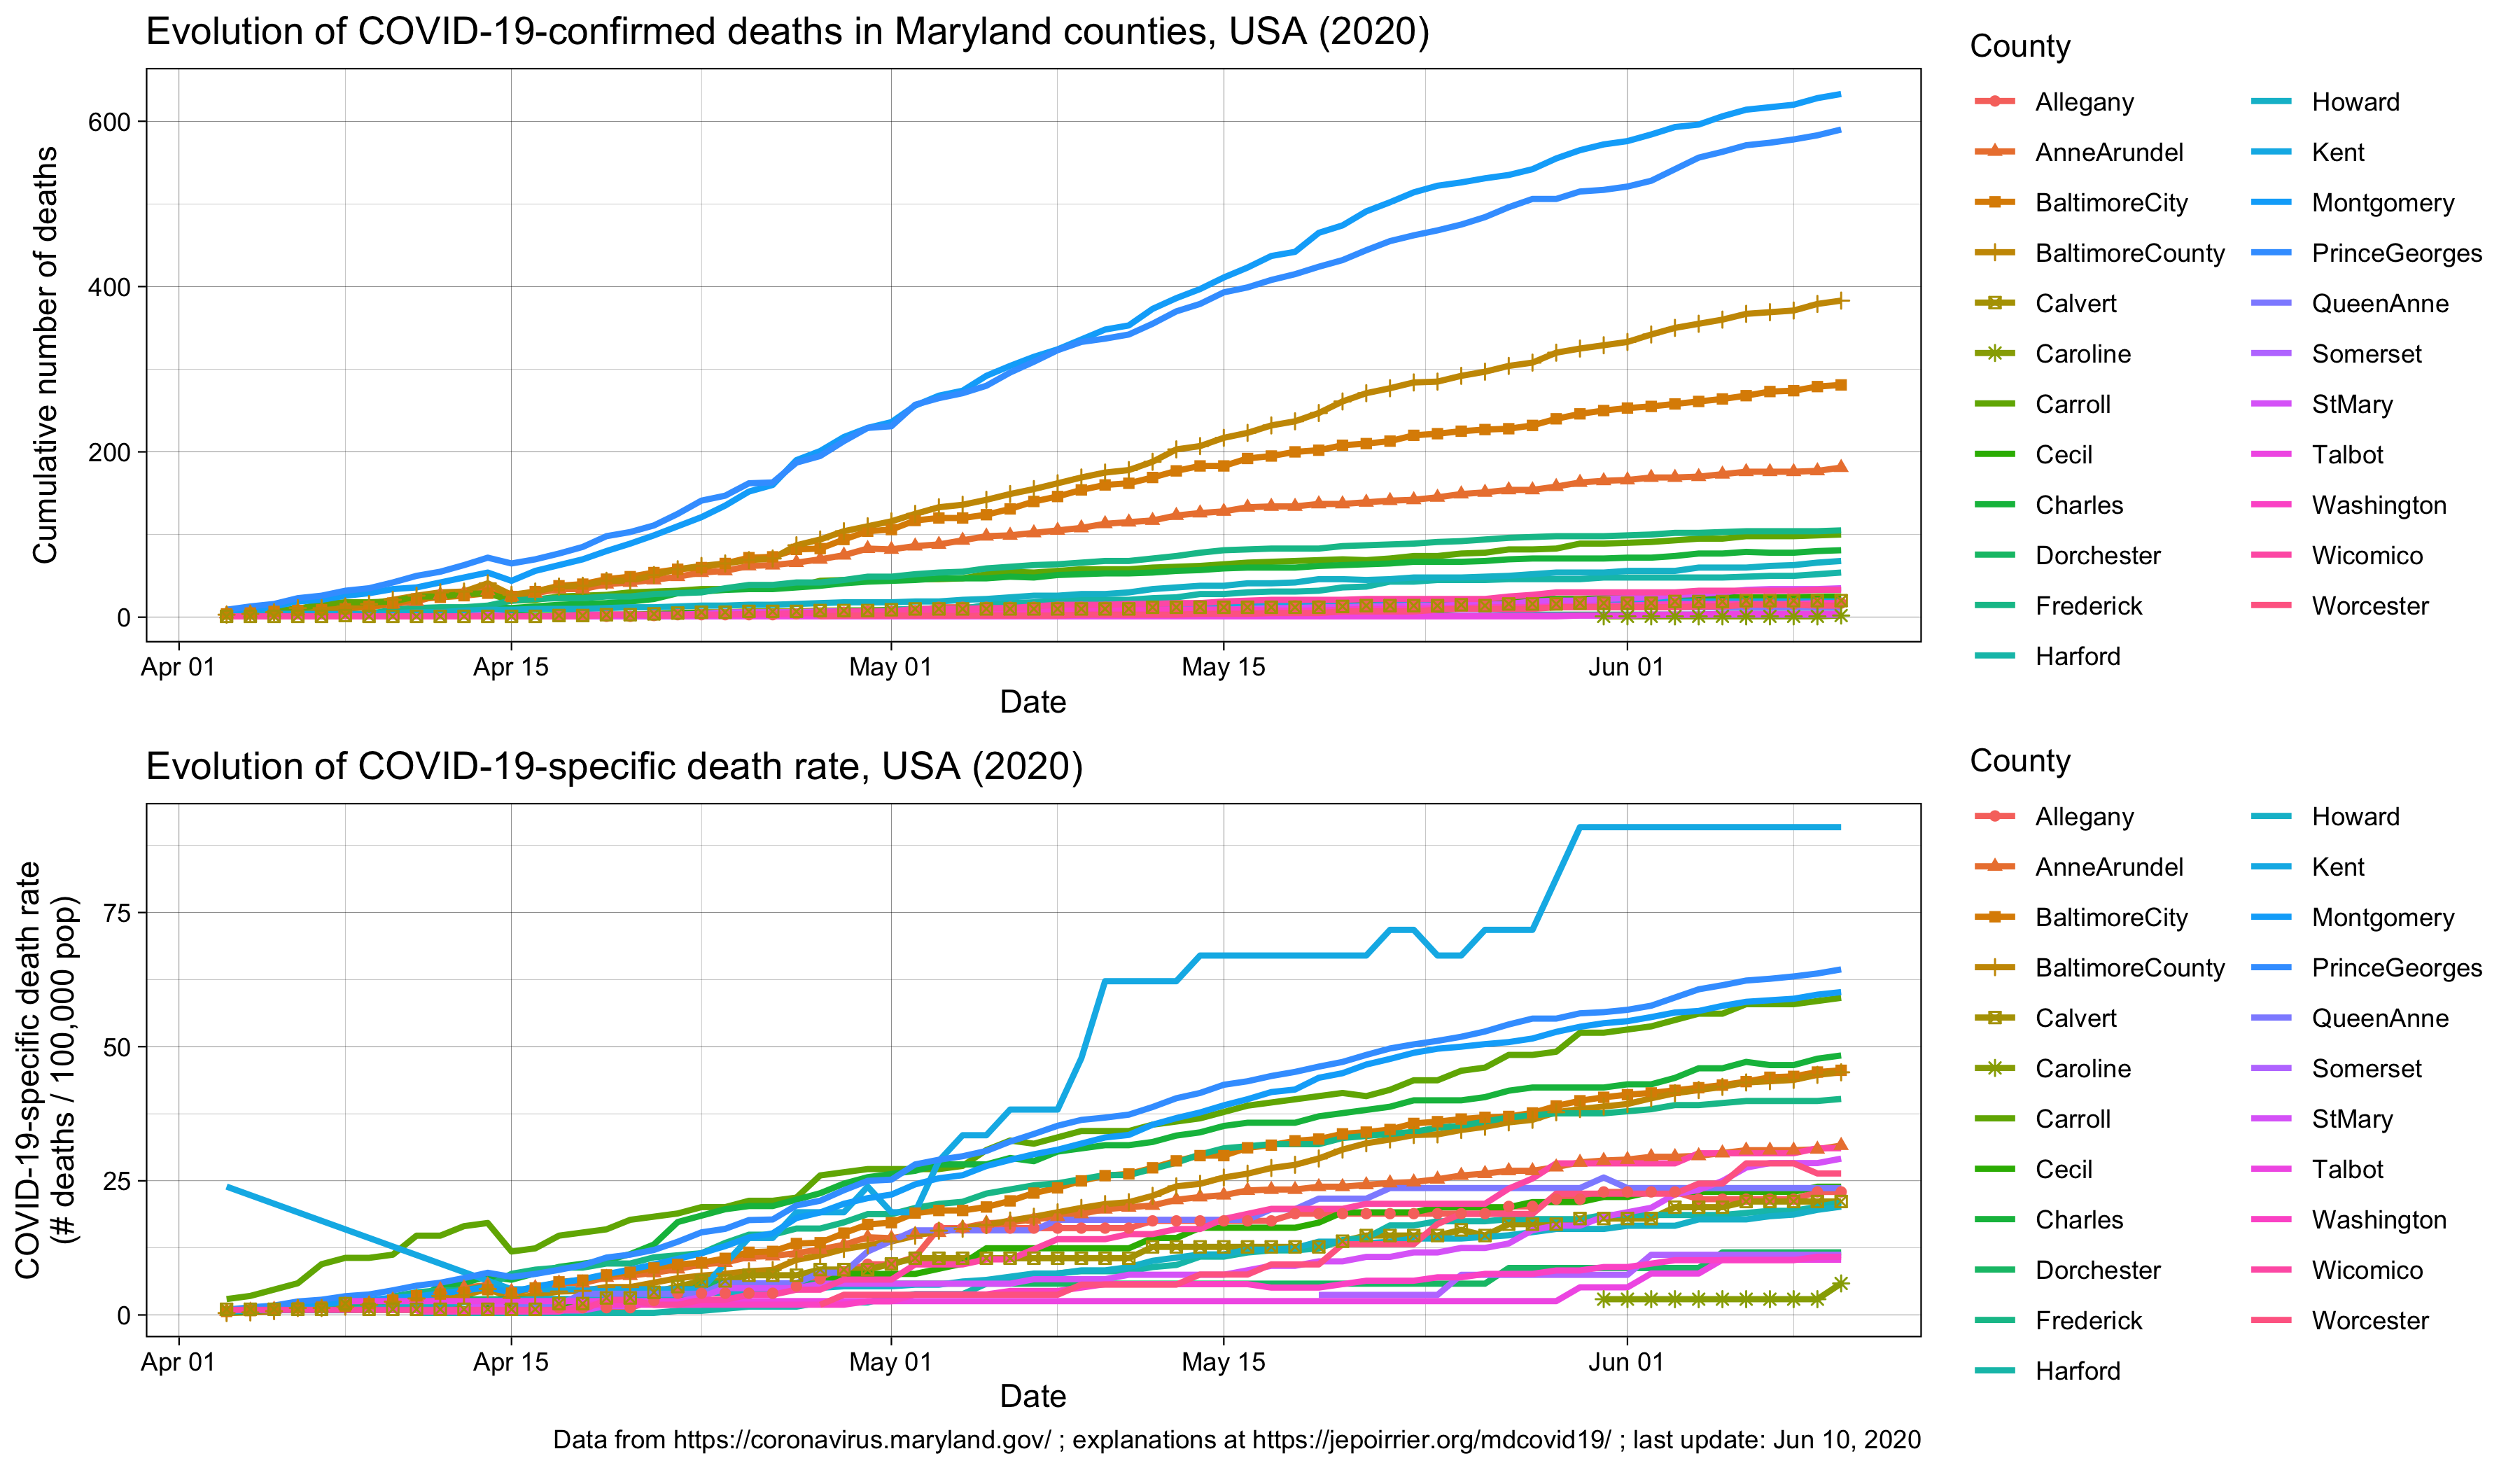 Evolution of COVID-19-confirmed deaths in Maryland counties, USA (2020)
Cumulative number of deaths
600
400
200
0
Apr 01
Apr 15
May 01
May 15
Jun 01
Date
County
Allegany
AnneArundel
BaltimoreCity
BaltimoreCounty
Calvert
Caroline
Carroll
Cecil
Charles
Dorchester
Frederick
Harford
Howard
Kent
Montgomery
PrinceGeorges
QueenAnne
Somerset
StMary
Talbot
Washington
Wicomico
Worcester
Evolution of COVID-19-specific death rate, USA (2020)
COVID-19-specific death rate
(# deaths / 100,000 pop)
75
50
25
0
Apr 01
Apr 15
May 01
May 15
Jun 01
Date
County
Allegany
AnneArundel
BaltimoreCity
BaltimoreCounty
Calvert
Caroline
Carroll
Cecil
Charles
Dorchester
Frederick
Harford
Howard
Kent
Montgomery
PrinceGeorges
QueenAnne
Somerset
StMary
Talbot
Washington
Wicomico
Worcester
Data from https://coronavirus.maryland.gov/ ; explanations at https://jepoirrier.org/mdcovid19/ ; last update: Jun 10, 2020